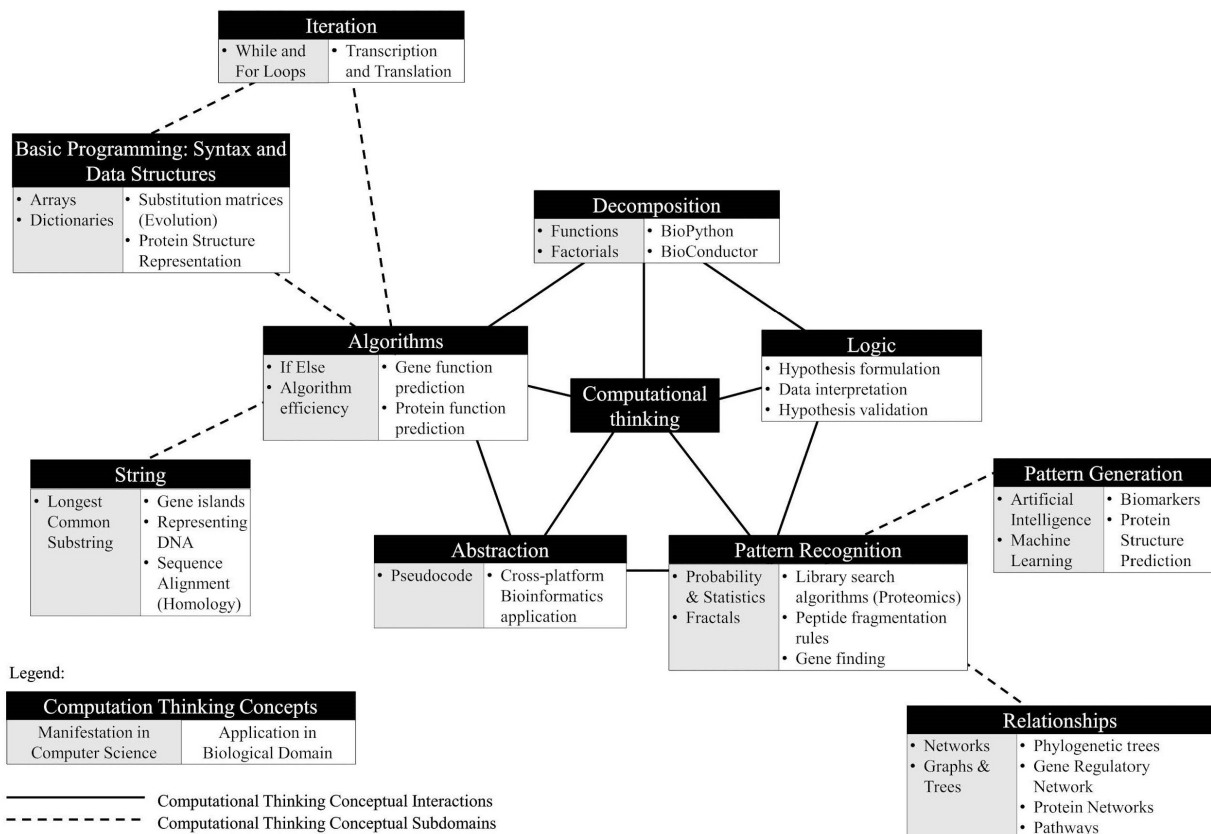 Iteration
• While and
For Loops
• Transcription
and Translation
Basic Programming: Syntax and
Data Structures
• Arrays
• Dictionaries
• Substitution matrices
(Evolution)
• Protein Structure
Representation
Decomposition
• Functions
• Factorials
• BioPython
• BioConductor
Algorithms
• If Else
• Algorithm
efficiency
• Gene function
prediction
• Protein function
prediction
Computational
thinking
Logic
• Hypothesis formulation
• Data interpretation
• Hypothesis validation
String
• Longest
Common
Substring
• Gene islands
• Representing
DNA
• Sequence
Alignment
(Homology)
Abstraction
• Pseudocode
• Cross-platform
Bioinformatics
application
Pattern Recognition
• Probability
& Statistics
• Fractals
• Library search
algorithms (Proteomics)
• Peptide fragmentation
rules
• Gene finding
Pattern Generation
• Artificial
Intelligence
• Machine
Learning
• Biomarkers
• Protein
Structure
Prediction
Relationships
• Networks
• Graphs &
Trees
• Phylogenetic trees
• Gene Regulatory
Network
• Protein Networks
• Pathways
Legend:
Computation Thinking Concepts
Manifestation in
Computer Science
Application in
Biological Domain
Computational Thinking Conceptual Interactions
Computational Thinking Conceptual Subdomains